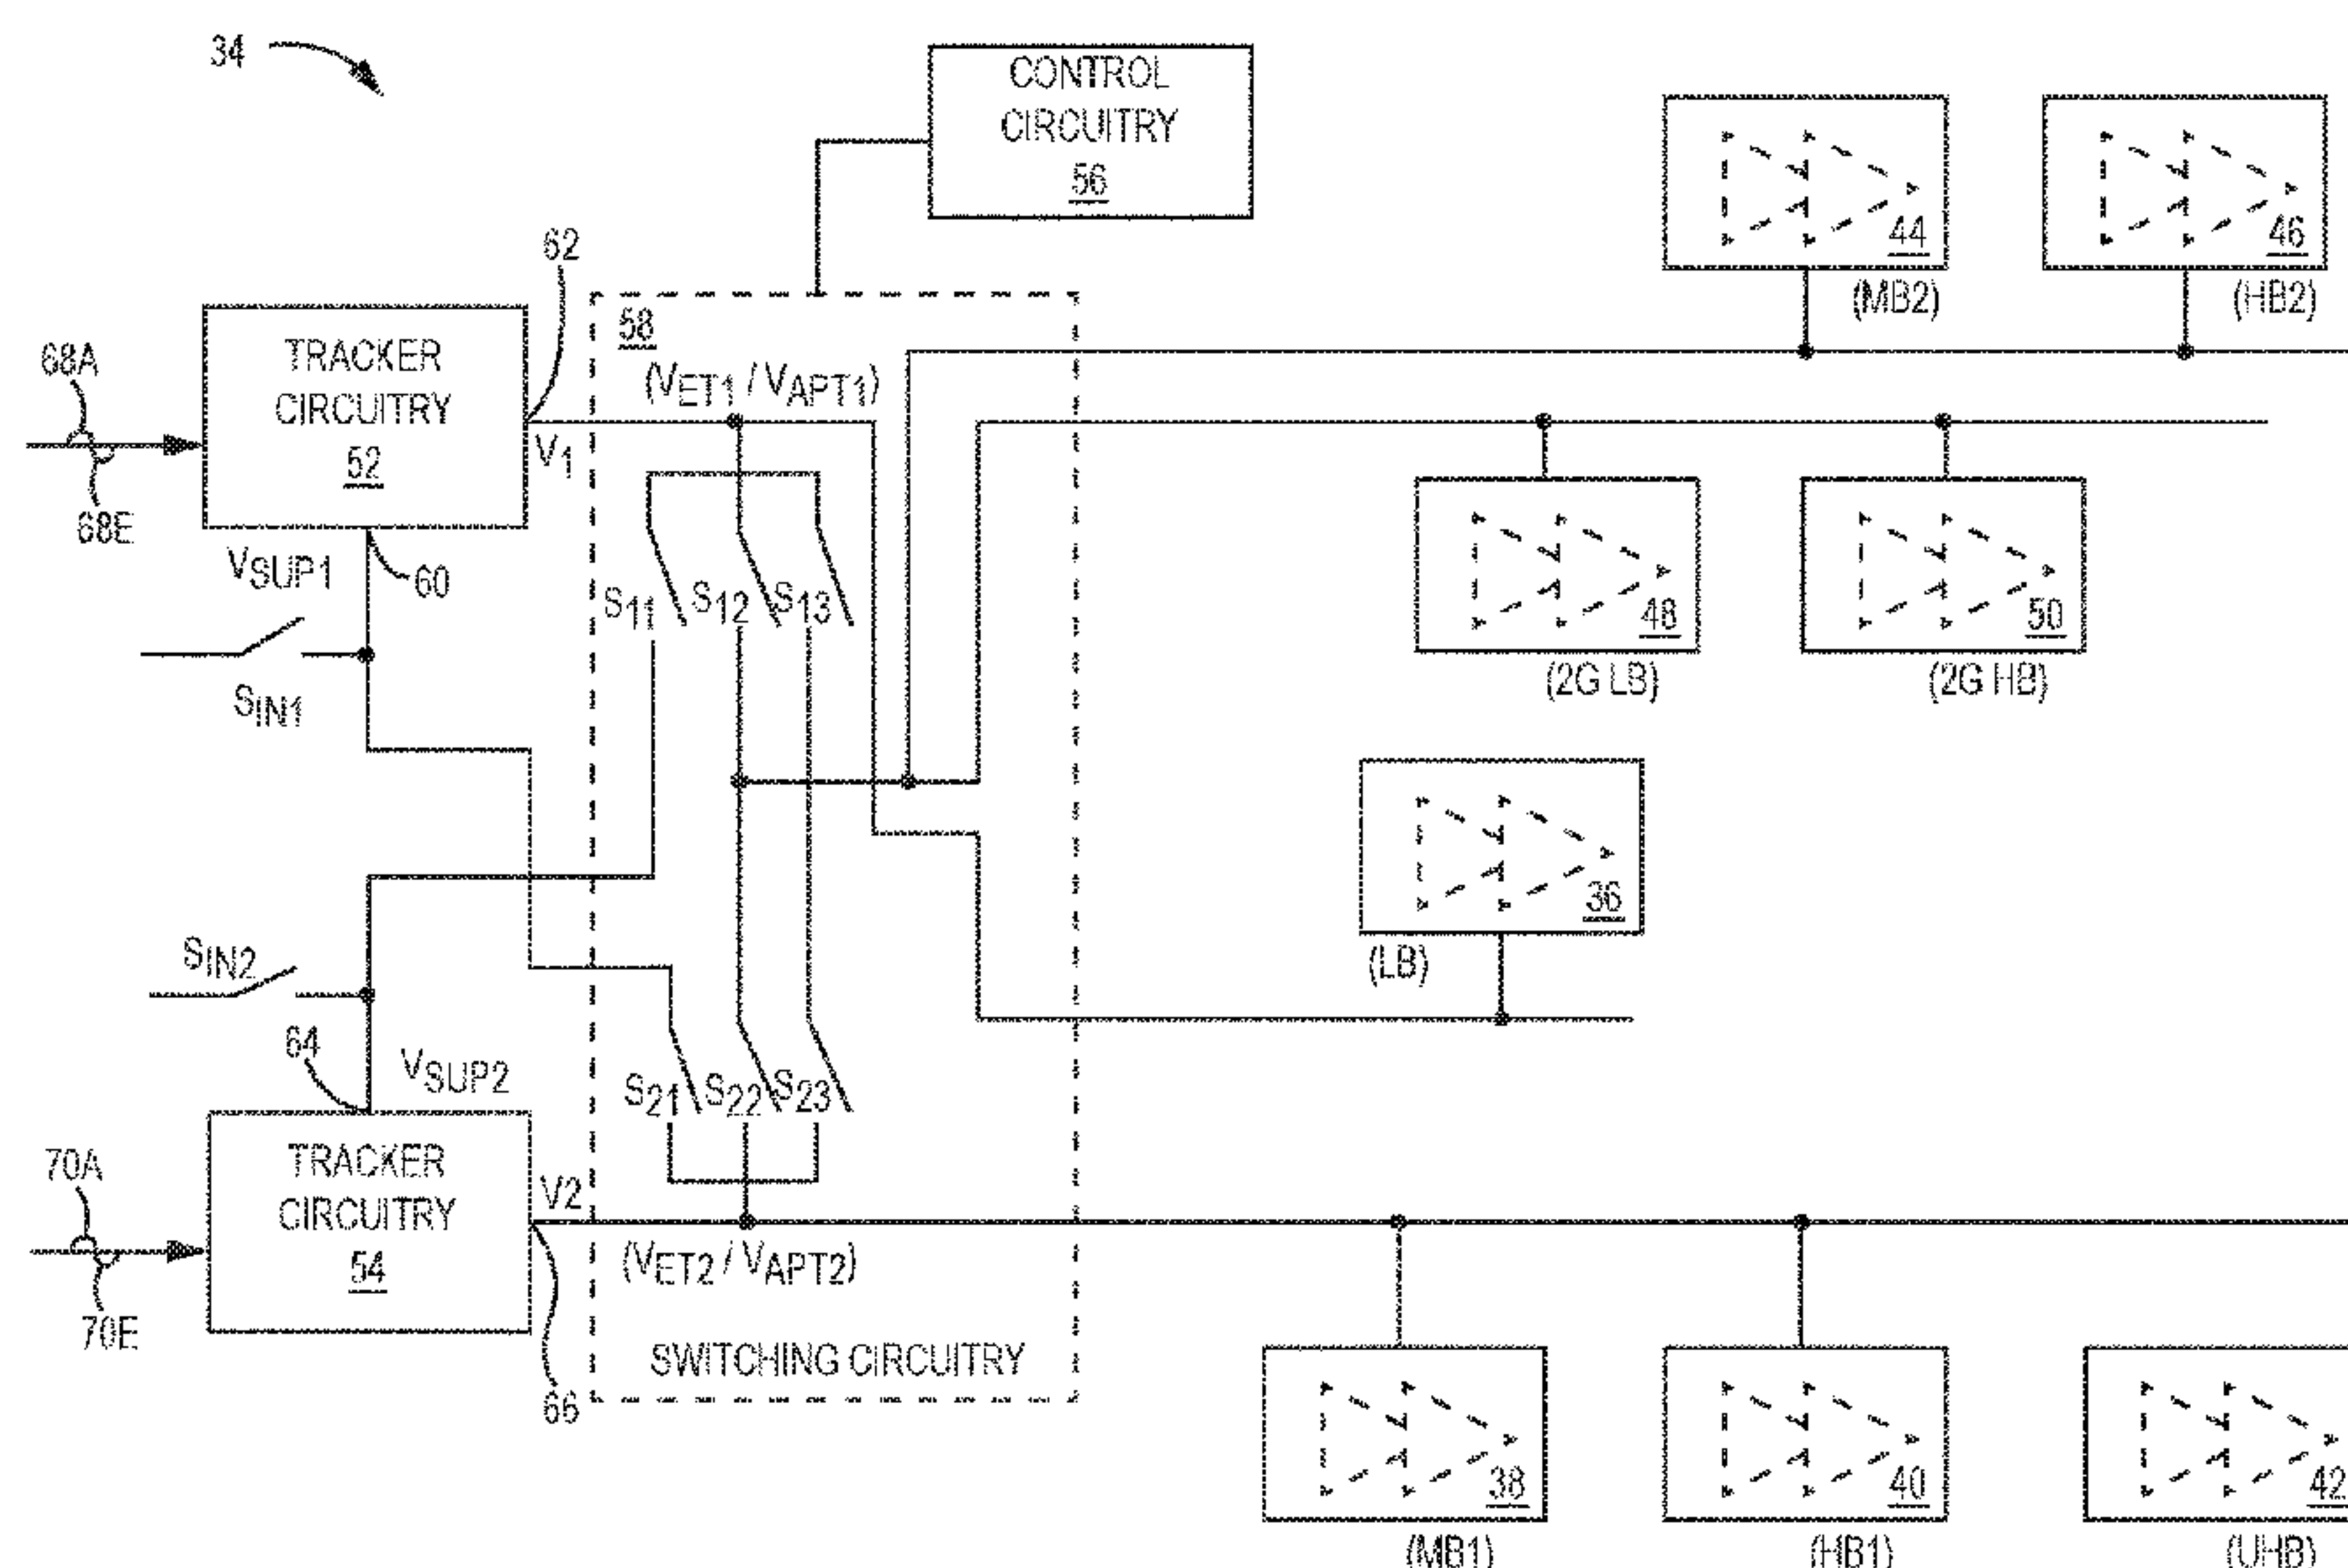 34
CONTROL
CIRCUITRY
56
44
(MB2)
46
(HB2)
62
58
68A
TRACKER
CIRCUITRY
52
(VET1 / VAPT1)
V1
68E
VSUP1
60
S11
S12
S13
48
(2G LB)
50
(2G HB)
SIN1
36
(LB)
SIN2
64
VSUP2
S21
S22
S23
70A
TRACKER
CIRCUITRY
54
V2
(VET2 / VAPT2)
70E
66
SWITCHING CIRCUITRY
38
(MB1)
40
(HB1)
42
(UHB)